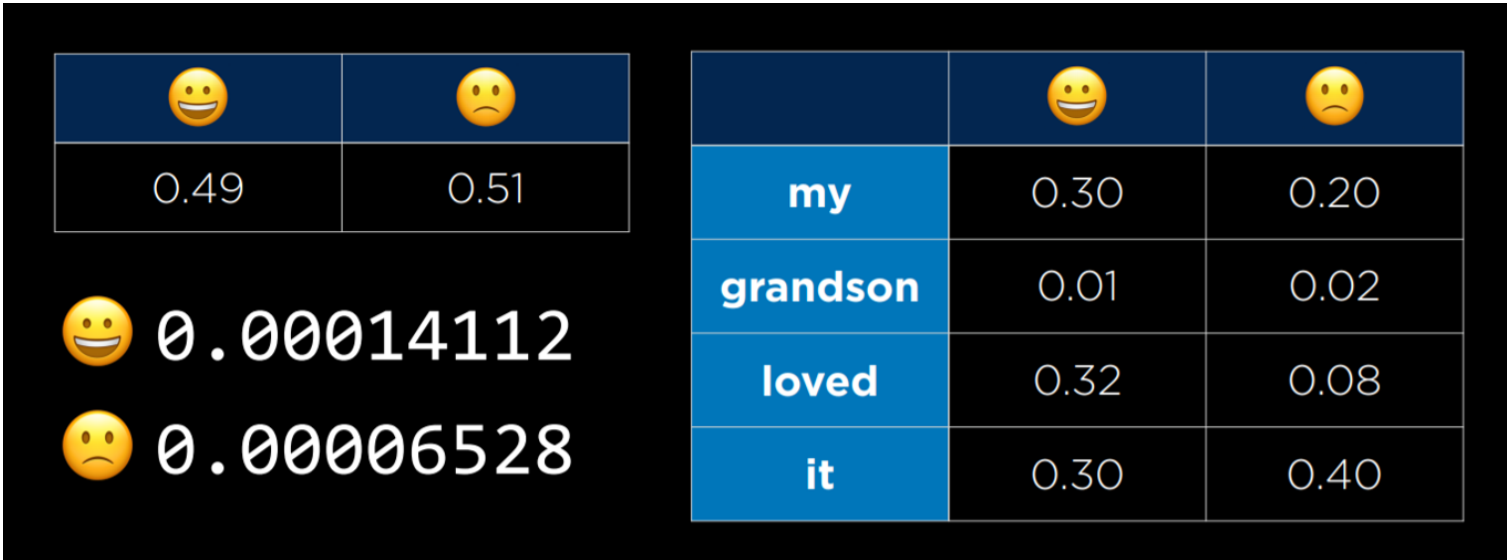 😀 🙁
0.49 0.51
😀 0.00014112
🙁 0.00006528
😀 🙁
my 0.30 0.20
grandson 0.01 0.02
loved 0.32 0.08
it 0.30 0.40